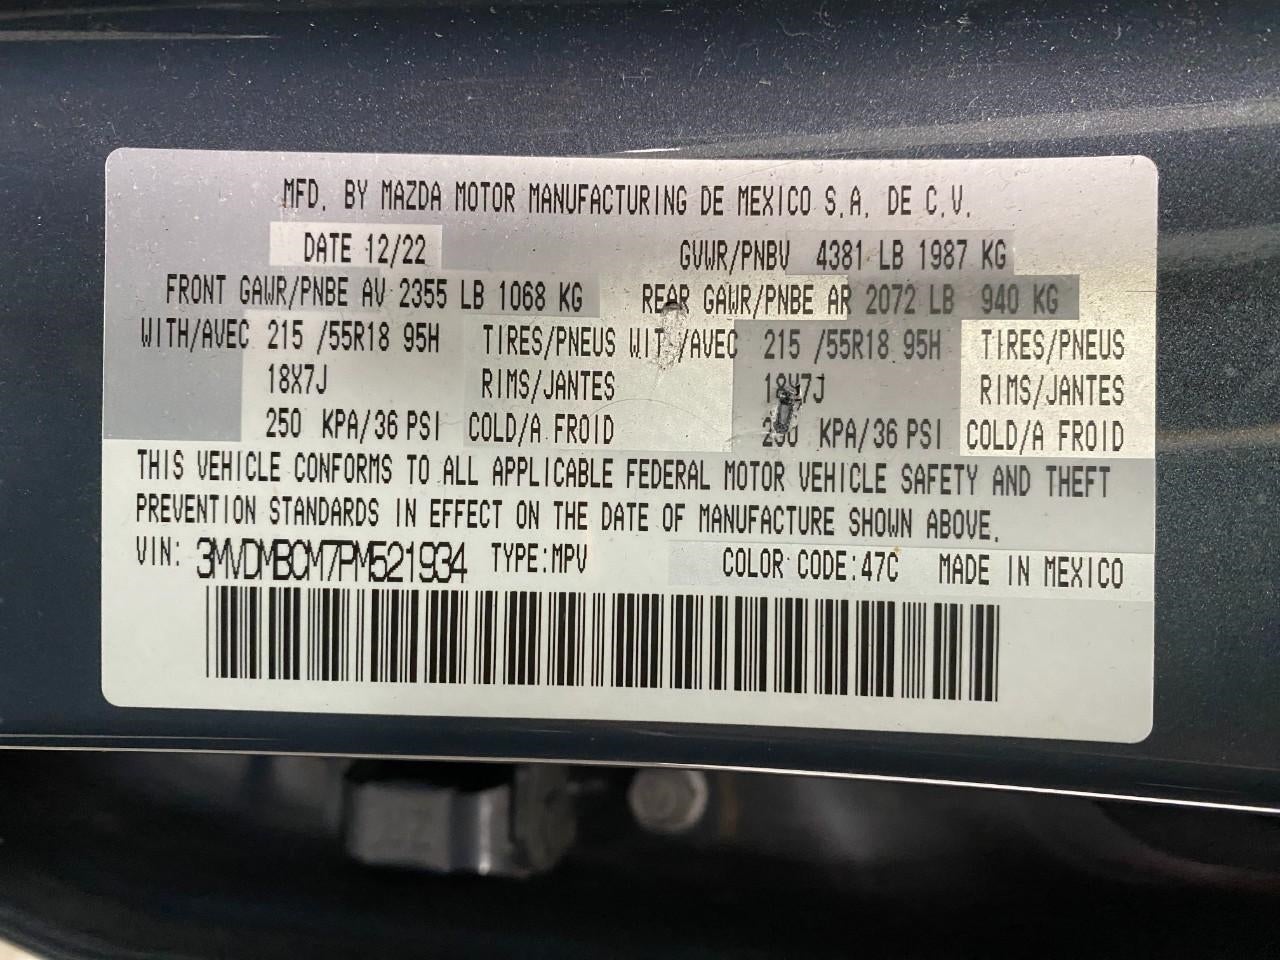 MFD. BY MAZDA MOTOR MANUFACTURING DE MEXICO S.A. DE C.V.
DATE 12/22 GVWR/PNBV 4381 LB 1987 KG
FRONT GAWR/PNBE AV 2355 LB 1068 KG REAR GAWR/PNBE AR 2072 LB 940 KG
WITH/AVEC 215 /55R18 95H TIRES/PNEUS WIT /AVEC 215 /55R18 95H TIRES/PNEUS
18X7J RIMS/JANTES 18X7J RIMS/JANTES
250 KPA/36 PSI COLD/A FROID 250 KPA/36 PSI COLD/A FROID
THIS VEHICLE CONFORMS TO ALL APPLICABLE FEDERAL MOTOR VEHICLE SAFETY AND THEFT
PREVENTION STANDARDS IN EFFECT ON THE DATE OF MANUFACTURE SHOWN ABOVE.
VIN: 3MVDMBCM7PM521934 TYPE:MPV COLOR CODE:47C MADE IN MEXICO